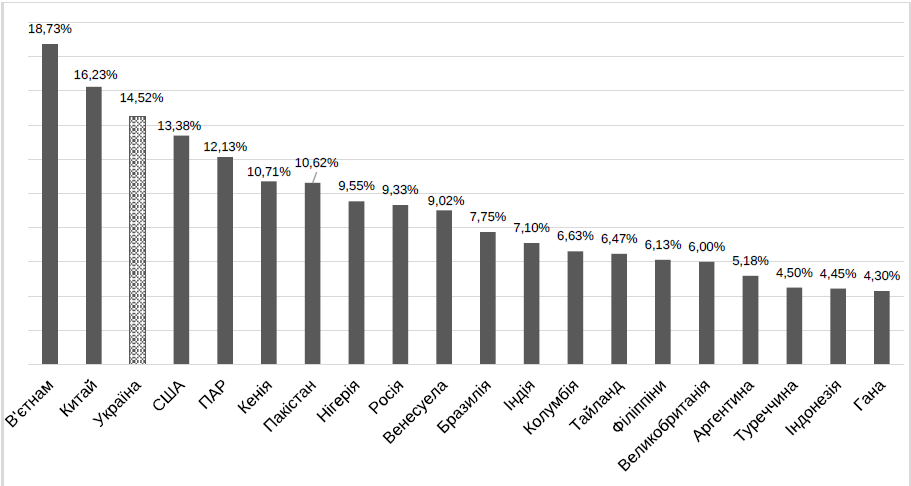 18,73%
16,23%
14,52%
13,38%
12,13%
10,71%
10,62%
9,55%
9,33%
9,02%
7,75%
7,10%
6,63%
6,47%
6,13%
6,00%
5,18%
4,50%
4,45%
4,30%
В'єтнам
Китай
Україна
США
ПАР
Кенія
Пакістан
Нігерія
Росія
Венесуела
Бразилія
Індія
Колумбія
Тайланд
Філіппіни
Великобританія
Аргентина
Туреччина
Індонезія
Гана